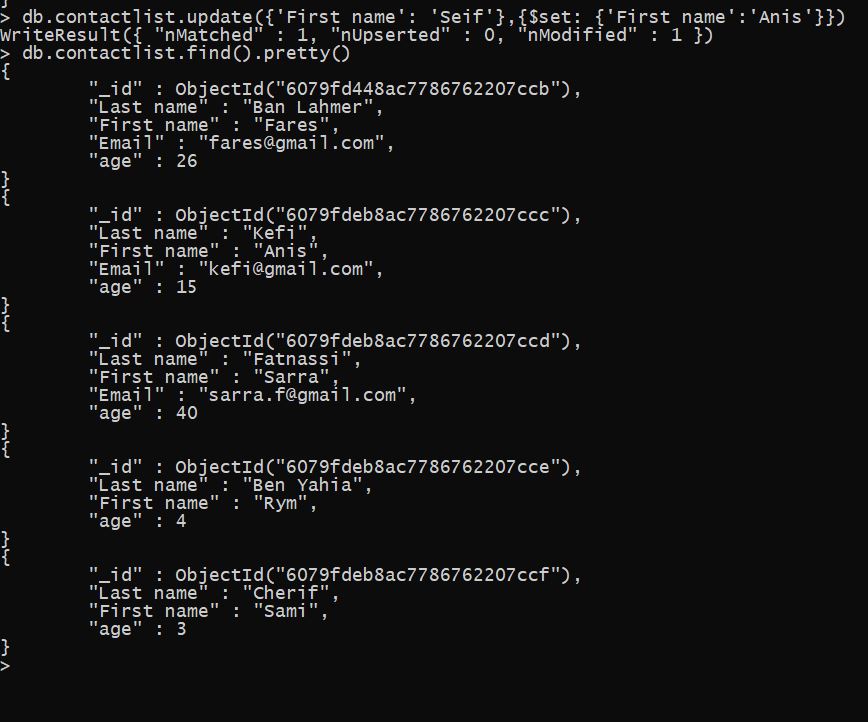 }
> db.contactlist.update({'First name': 'Seif'},{$set: {'First name':'Anis'}})
WriteResult({ "nMatched" : 1, "nUpserted" : 0, "nModified" : 1 })
> db.contactlist.find().pretty()
{
        "_id" : ObjectId("6079fd448ac7786762207ccb"),
        "Last name" : "Ban Lahmer",
        "First name" : "Fares",
        "Email" : "fares@gmail.com",
        "age" : 26
}
{
        "_id" : ObjectId("6079fdeb8ac7786762207ccc"),
        "Last name" : "Kefi",
        "First name" : "Anis",
        "Email" : "kefi@gmail.com",
        "age" : 15
}
{
        "_id" : ObjectId("6079fdeb8ac7786762207ccd"),
        "Last name" : "Fatnassi",
        "First name" : "Sarra",
        "Email" : "sarra.f@gmail.com",
        "age" : 40
}
{
        "_id" : ObjectId("6079fdeb8ac7786762207cce"),
        "Last name" : "Ben Yahia",
        "First name" : "Rym",
        "age" : 4
}
{
        "_id" : ObjectId("6079fdeb8ac7786762207ccf"),
        "Last name" : "Cherif",
        "First name" : "Sami",
        "age" : 3
}
>